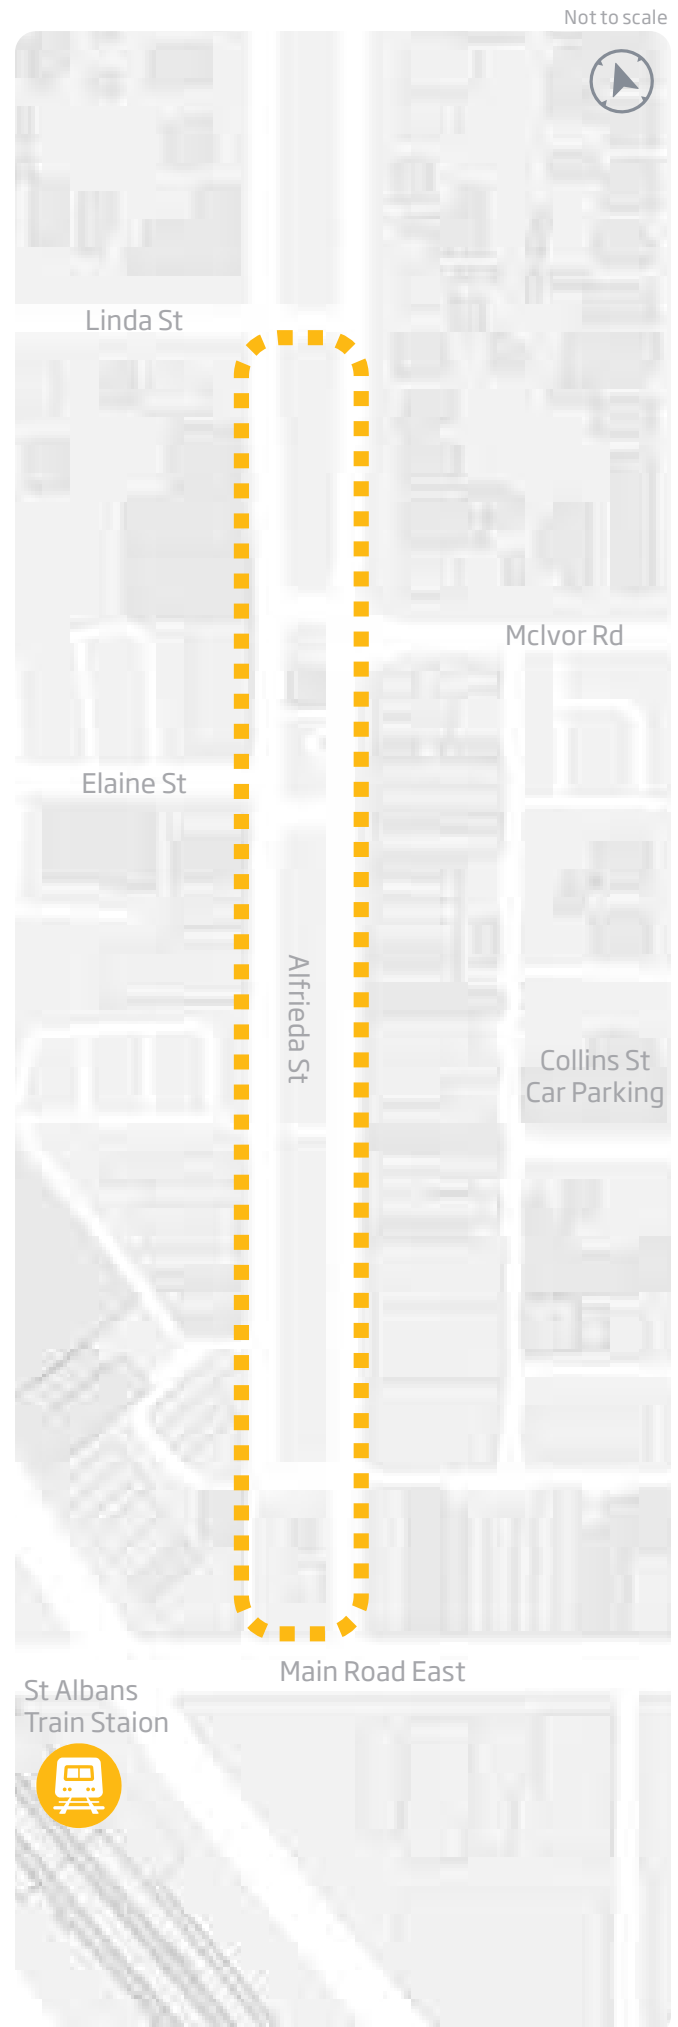 Not to scale
Linda St
McIvor Rd
Elaine St
Alfrieda St
Collins St
Car Parking
Main Road East
St Albans
Train Staion